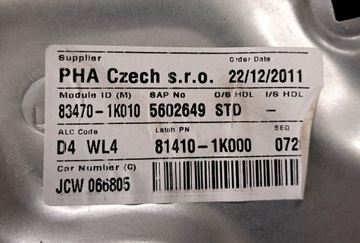 Supplier Order Date
PHA Czech s.r.o. 22/12/2011
Module ID (M) SAP No O/S HDL I/S HDL
83470-1K010 5602649 STD –
ALC Code Latch PN SEQ
D4 WL4 81410-1K000 072
Car Number (C)
JCW 066805